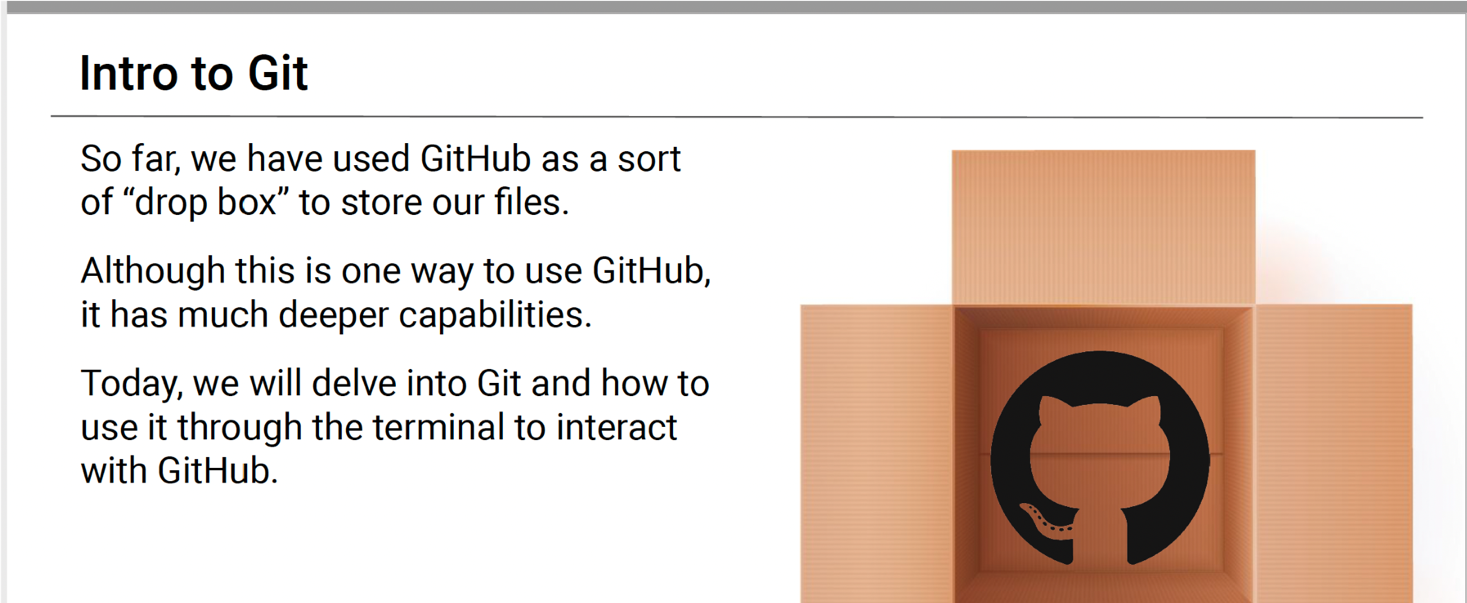 Intro to Git
So far, we have used GitHub as a sort
of “drop box” to store our files.
Although this is one way to use GitHub,
it has much deeper capabilities.
Today, we will delve into Git and how to
use it through the terminal to interact
with GitHub.